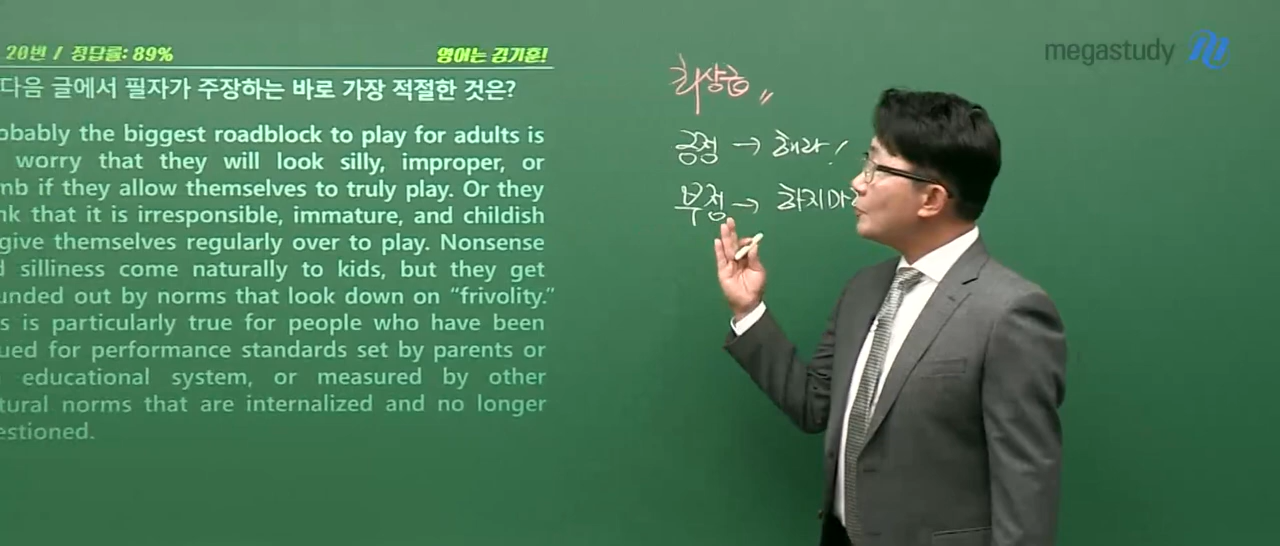 20번 / 정답률: 89%
영어는 김기훈!
다음 글에서 필자가 주장하는 바로 가장 적절한 것은?
obably the biggest roadblock to play for adults is
worry that they will look silly, improper, or
mb if they allow themselves to truly play. Or they
nk that it is irresponsible, immature, and childish
give themselves regularly over to play. Nonsense
d silliness come naturally to kids, but they get
unded out by norms that look down on “frivolity.”
s is particularly true for people who have been
ued for performance standards set by parents or
educational system, or measured by other
tural norms that are internalized and no longer
estioned.
최상급 〃
긍정 → 해라!
부정 → 하지마
megastudy